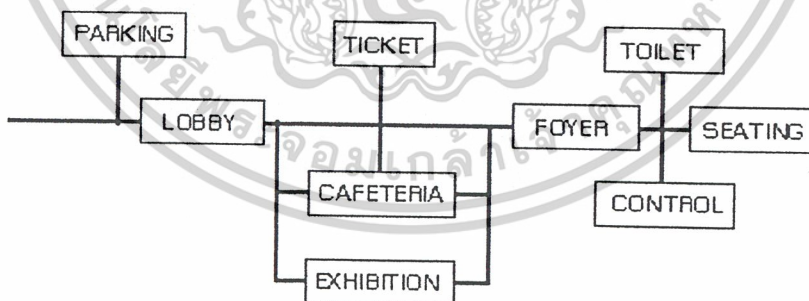 PARKING
TICKET
TOILET
LOBBY
FOYER
SEATING
CAFETERIA
CONTROL
EXHIBITION